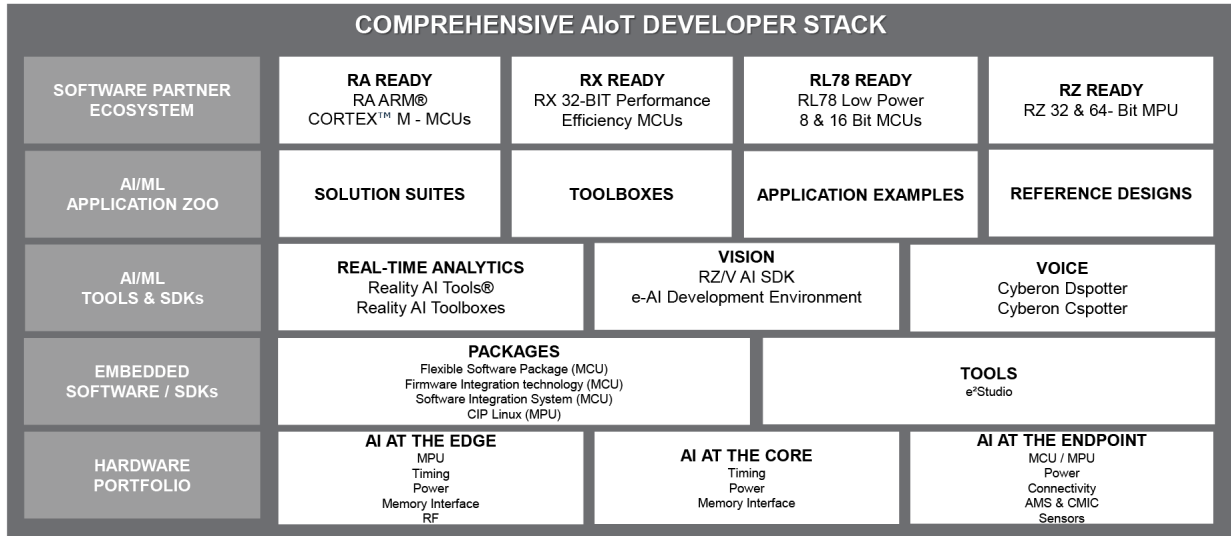 COMPREHENSIVE AIoT DEVELOPER STACK
SOFTWARE PARTNER
ECOSYSTEM
RA READY
RA ARM®
CORTEX™ M - MCUs
RX READY
RX 32-BIT Performance
Efficiency MCUs
RL78 READY
RL78 Low Power
8 & 16 Bit MCUs
RZ READY
RZ 32 & 64- Bit MPU
AI/ML
APPLICATION ZOO
SOLUTION SUITES
TOOLBOXES
APPLICATION EXAMPLES
REFERENCE DESIGNS
AI/ML
TOOLS & SDKs
REAL-TIME ANALYTICS
Reality AI Tools®
Reality AI Toolboxes
VISION
RZ/V AI SDK
e-AI Development Environment
VOICE
Cyberon Dspotter
Cyberon Cspotter
EMBEDDED
SOFTWARE / SDKs
PACKAGES
Flexible Software Package (MCU)
Firmware Integration technology (MCU)
Software Integration System (MCU)
CIP Linux (MPU)
TOOLS
e²Studio
HARDWARE
PORTFOLIO
AI AT THE EDGE
MPU
Timing
Power
Memory Interface
RF
AI AT THE CORE
Timing
Power
Memory Interface
AI AT THE ENDPOINT
MCU / MPU
Power
Connectivity
AMS & CMIC
Sensors